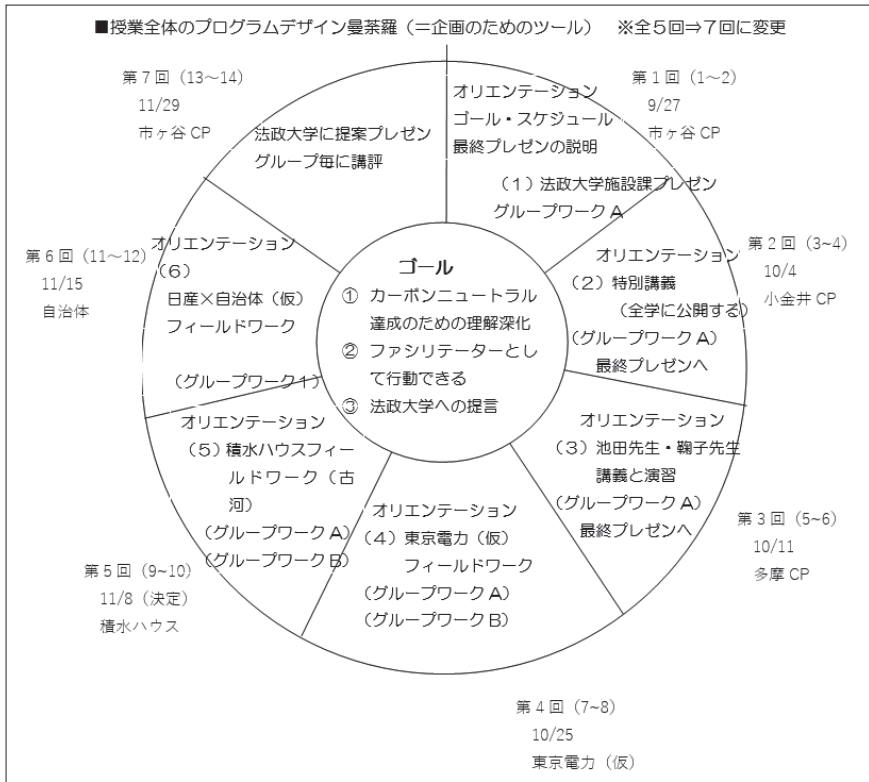 ■授業全体のプログラムデザイン曼荼羅（＝企画のためのツール）　※全５回⇒７回に変更
第１回（1～2）
9/27
市ヶ谷 CP
オリエンテーション
ゴール・スケジュール
最終プレゼンの説明
（１）法政大学施設課プレゼン
グループワーク A
第２回（3~4）
10/4
小金井 CP
オリエンテーション
（２）特別講義
（全学に公開する）
（グループワーク A）
最終プレゼンへ
第３回（5~6）
10/11
多摩 CP
オリエンテーション
（３）池田先生・鞠子先生
講義と演習
（グループワーク A）
最終プレゼンへ
第４回（7~8）
10/25
東京電力（仮）
オリエンテーション
（４）東京電力（仮）
フィールドワーク
（グループワーク A）
（グループワーク B）
第５回（9~10）
11/8（決定）
積水ハウス
オリエンテーション
（５）積水ハウスフィ
ールドワーク（古
河）
（グループワーク A）
（グループワーク B）
第６回（11～12）
11/15
自治体
オリエンテーション
（６）
日産×自治体（仮）
フィールドワーク
（グループワーク１）
第７回（13～14）
11/29
市ヶ谷 CP
法政大学に提案プレゼン
グループ毎に講評
ゴール
①　カーボンニュートラル
達成のための理解深化
②　ファシリテーターとし
て行動できる
③　法政大学への提言